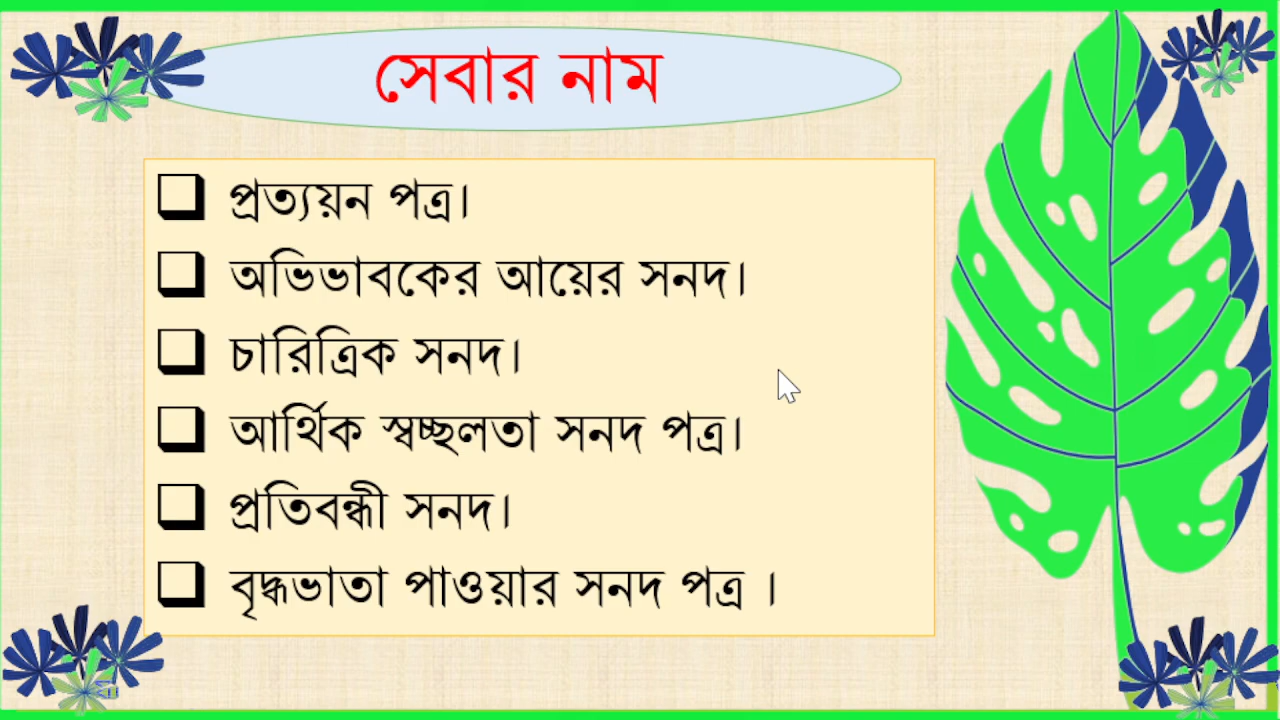 সেবার নাম
প্রত্যয়ন পত্র।
অভিভাবকের আয়ের সনদ।
চারিত্রিক সনদ।
আর্থিক স্বচ্ছলতা সনদ পত্র।
প্রতিবন্ধী সনদ।
বৃদ্ধভাতা পাওয়ার সনদ পত্র ।